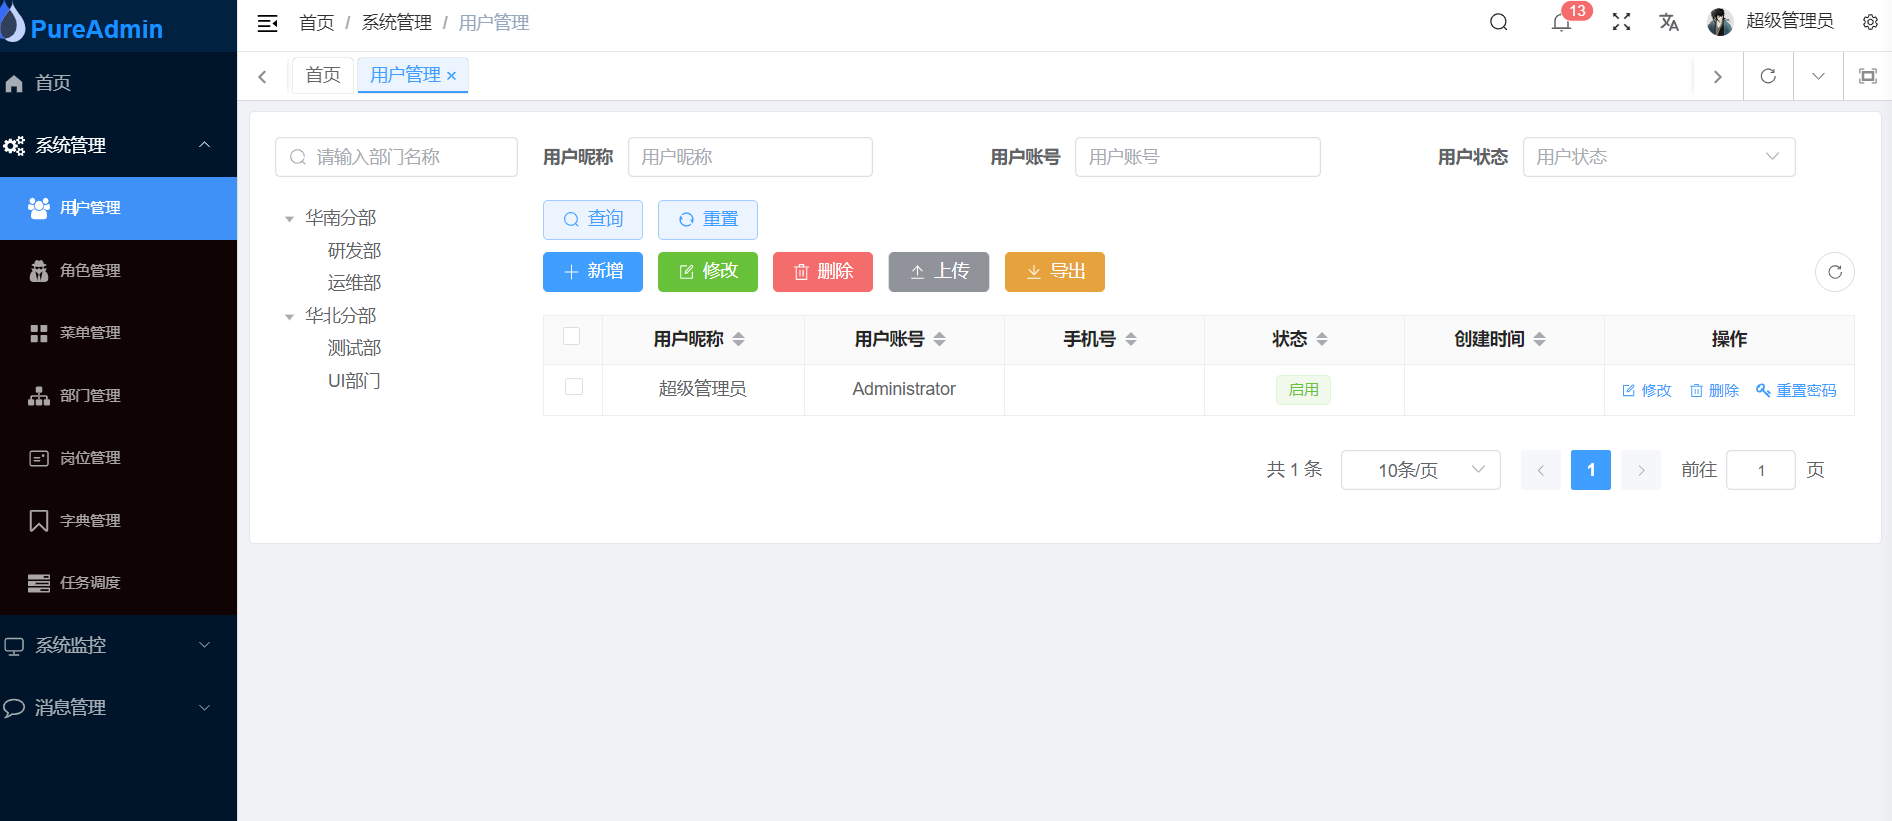 PureAdmin
首页
系统管理
用户管理
角色管理
菜单管理
部门管理
岗位管理
字典管理
任务调度
系统监控
消息管理
首页 / 系统管理 / 用户管理
13
超级管理员
首页
用户管理 ×
请输入部门名称
华南分部
研发部
运维部
华北分部
测试部
UI部门
用户昵称 用户昵称 用户账号 用户账号 用户状态 用户状态
查询 重置
新增 修改 删除 上传 导出
用户昵称 用户账号 手机号 状态 创建时间 操作
超级管理员 Administrator 启用 修改 删除 重置密码
共 1 条 10条/页 1 前往 1 页